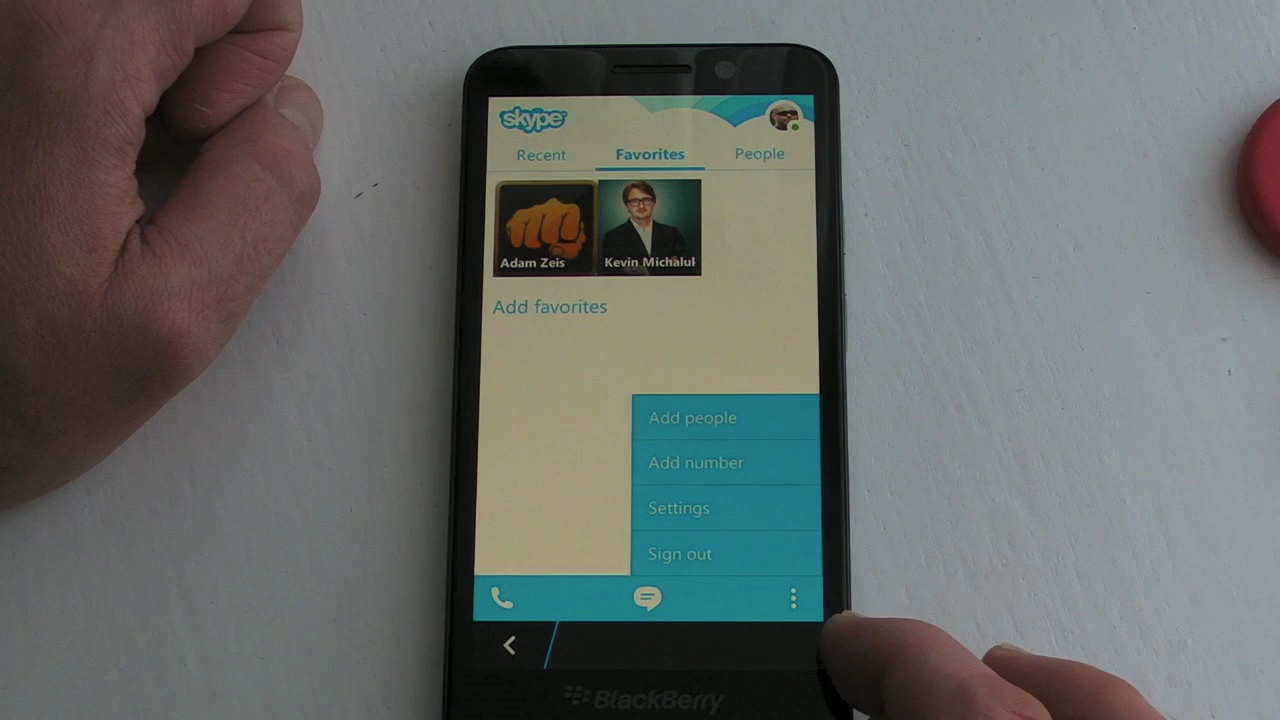 skype
Recent Favorites People
Adam Zeis Kevin Michaluk
Add favorites
Add people
Add number
Settings
Sign out
BlackBerry